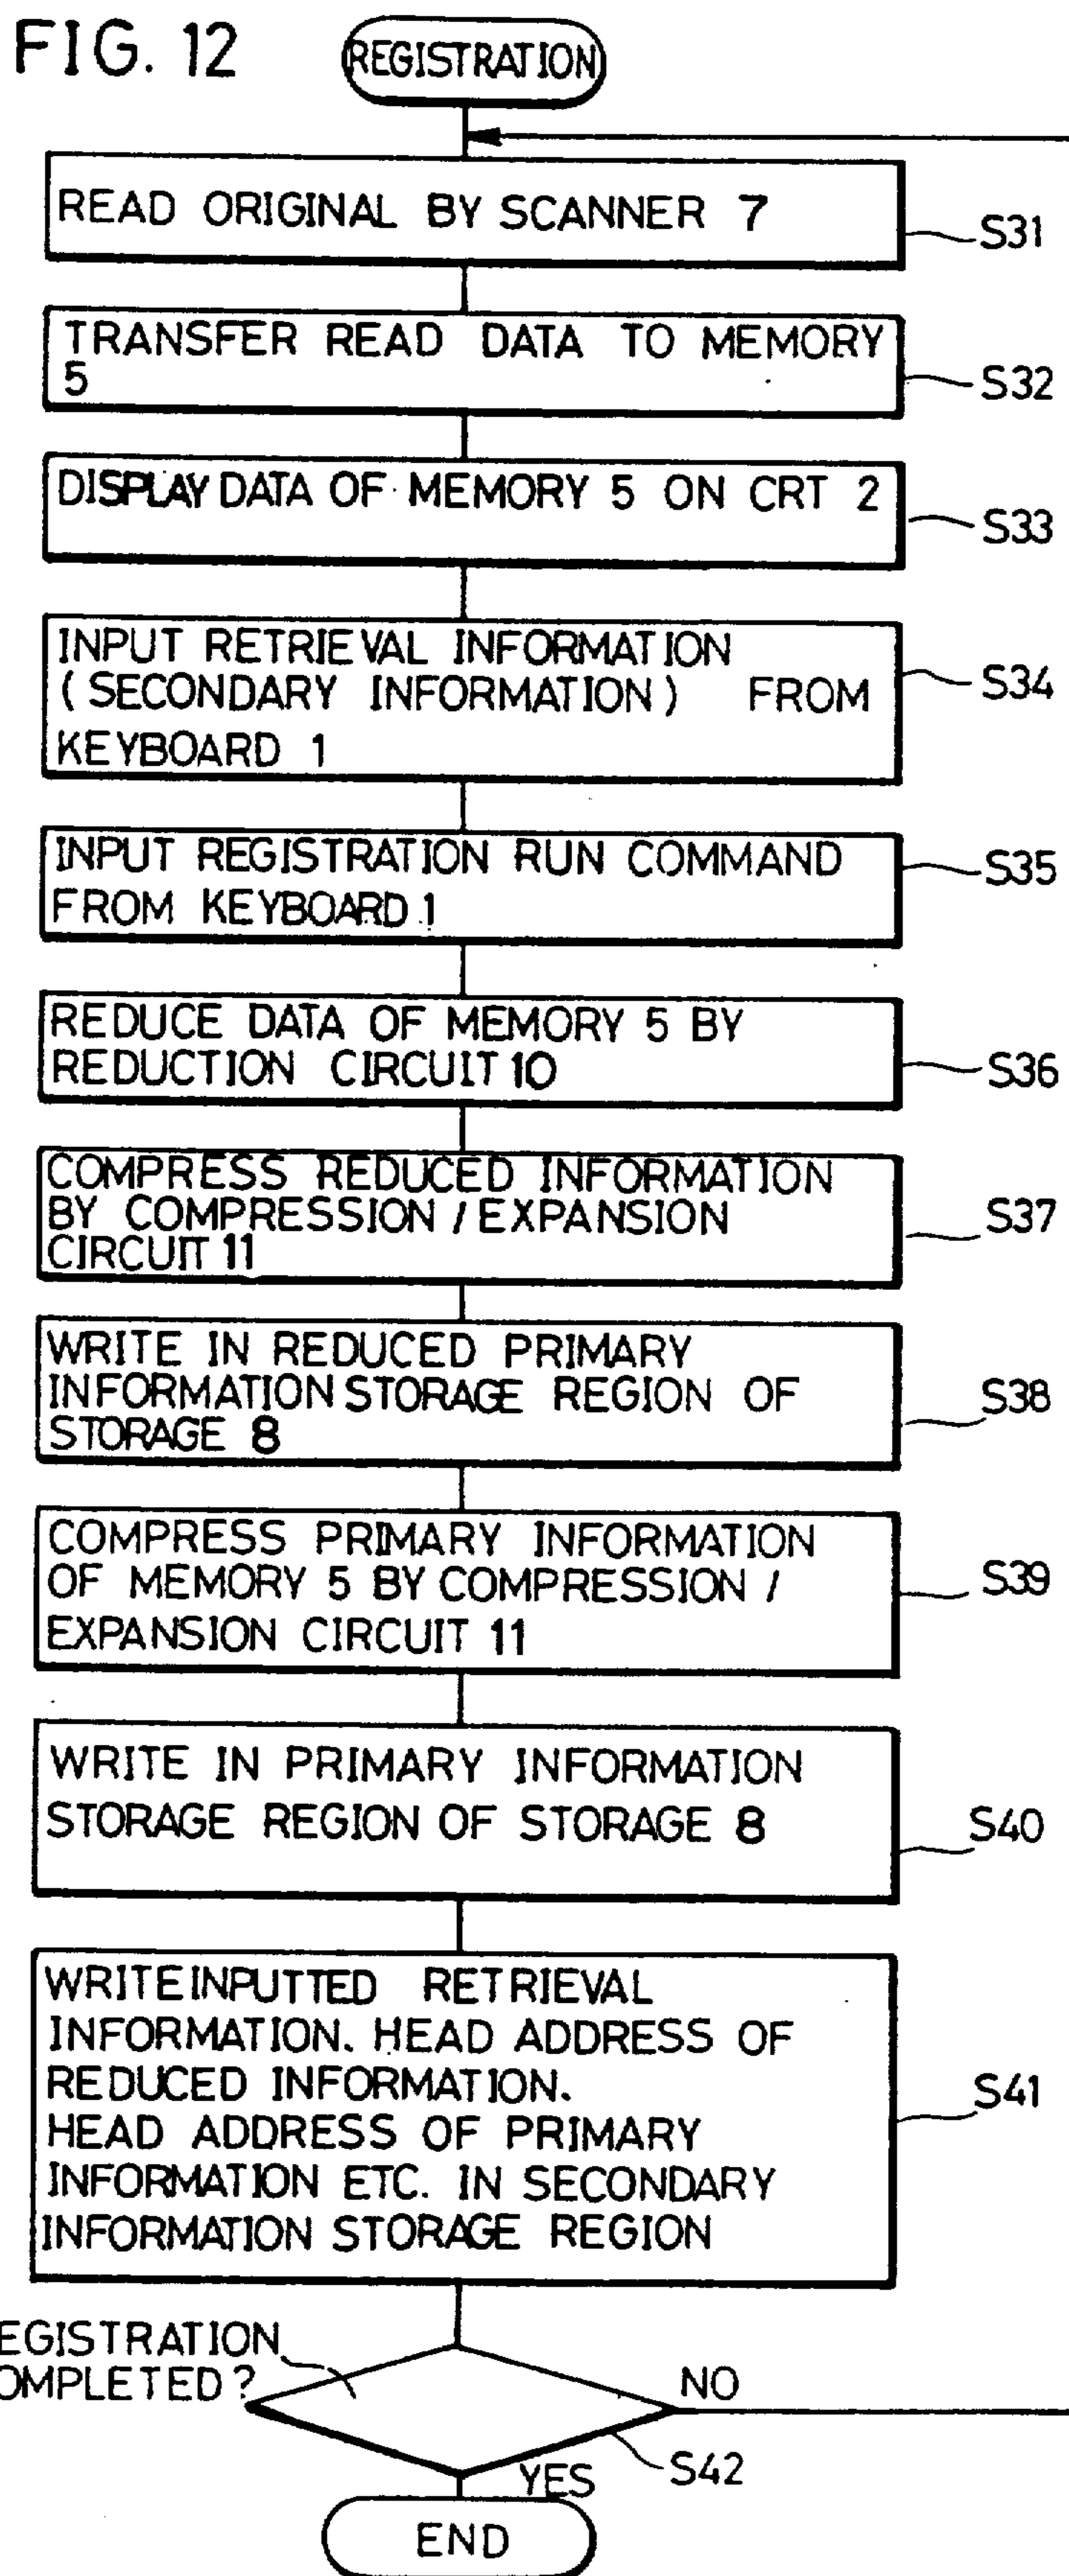 FIG. 12
REGISTRATION
READ ORIGINAL BY SCANNER 7
S31
TRANSFER READ DATA TO MEMORY
5
S32
DISPLAY DATA OF MEMORY 5 ON CRT 2
S33
INPUT RETRIEVAL INFORMATION
(SECONDARY INFORMATION) FROM
KEYBOARD 1
S34
INPUT REGISTRATION RUN COMMAND
FROM KEYBOARD 1
S35
REDUCE DATA OF MEMORY 5 BY
REDUCTION CIRCUIT 10
S36
COMPRESS REDUCED INFORMATION
BY COMPRESSION / EXPANSION
CIRCUIT 11
S37
WRITE IN REDUCED PRIMARY
INFORMATION STORAGE REGION OF
STORAGE 8
S38
COMPRESS PRIMARY INFORMATION
OF MEMORY 5 BY COMPRESSION /
EXPANSION CIRCUIT 11
S39
WRITE IN PRIMARY INFORMATION
STORAGE REGION OF STORAGE 8
S40
WRITE INPUTTED RETRIEVAL
INFORMATION. HEAD ADDRESS OF
REDUCED INFORMATION.
HEAD ADDRESS OF PRIMARY
INFORMATION ETC. IN SECONDARY
INFORMATION STORAGE REGION
S41
EGISTRATION
OMPLETED?
NO
S42
YES
END